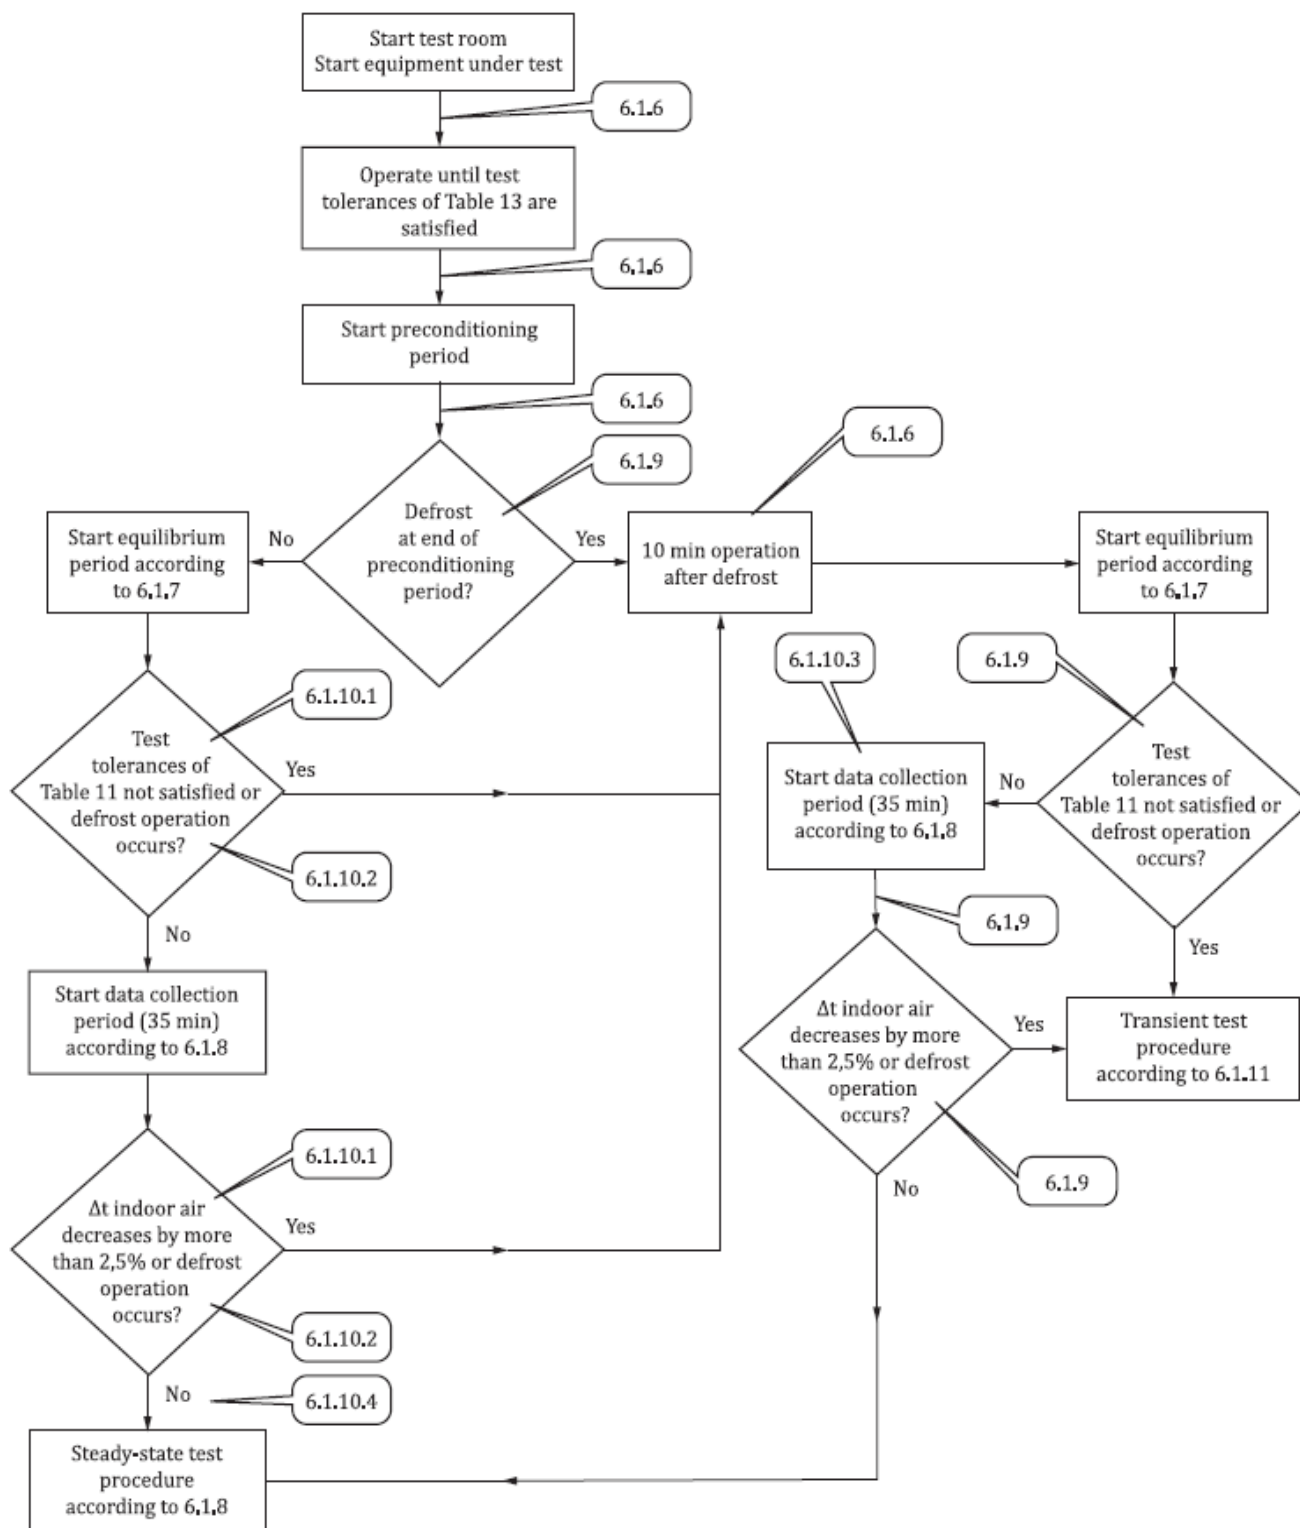 Start test room
Start equipment under test
6.1.6
Operate until test
tolerances of Table 13 are
satisfied
6.1.6
Start preconditioning
period
6.1.6
6.1.9
6.1.6
Defrost
at end of
preconditioning
period?
No
Yes
Start equilibrium
period according
to 6.1.7
10 min operation
after defrost
Start equilibrium
period according
to 6.1.7
6.1.10.1
Test
tolerances of
Table 11 not satisfied or
defrost operation
occurs?
Yes
6.1.10.2
No
6.1.10.3
6.1.9
Start data collection
period (35 min)
according to 6.1.8
No
Test
tolerances of
Table 11 not satisfied or
defrost operation
occurs?
6.1.9
Yes
Start data collection
period (35 min)
according to 6.1.8
Δt indoor air
decreases by more
than 2,5% or defrost
operation
occurs?
Yes
Transient test
procedure
according to 6.1.11
6.1.9
No
6.1.10.1
Δt indoor air
decreases by more
than 2,5% or defrost
operation
occurs?
Yes
6.1.10.2
No
6.1.10.4
Steady-state test
procedure
according to 6.1.8